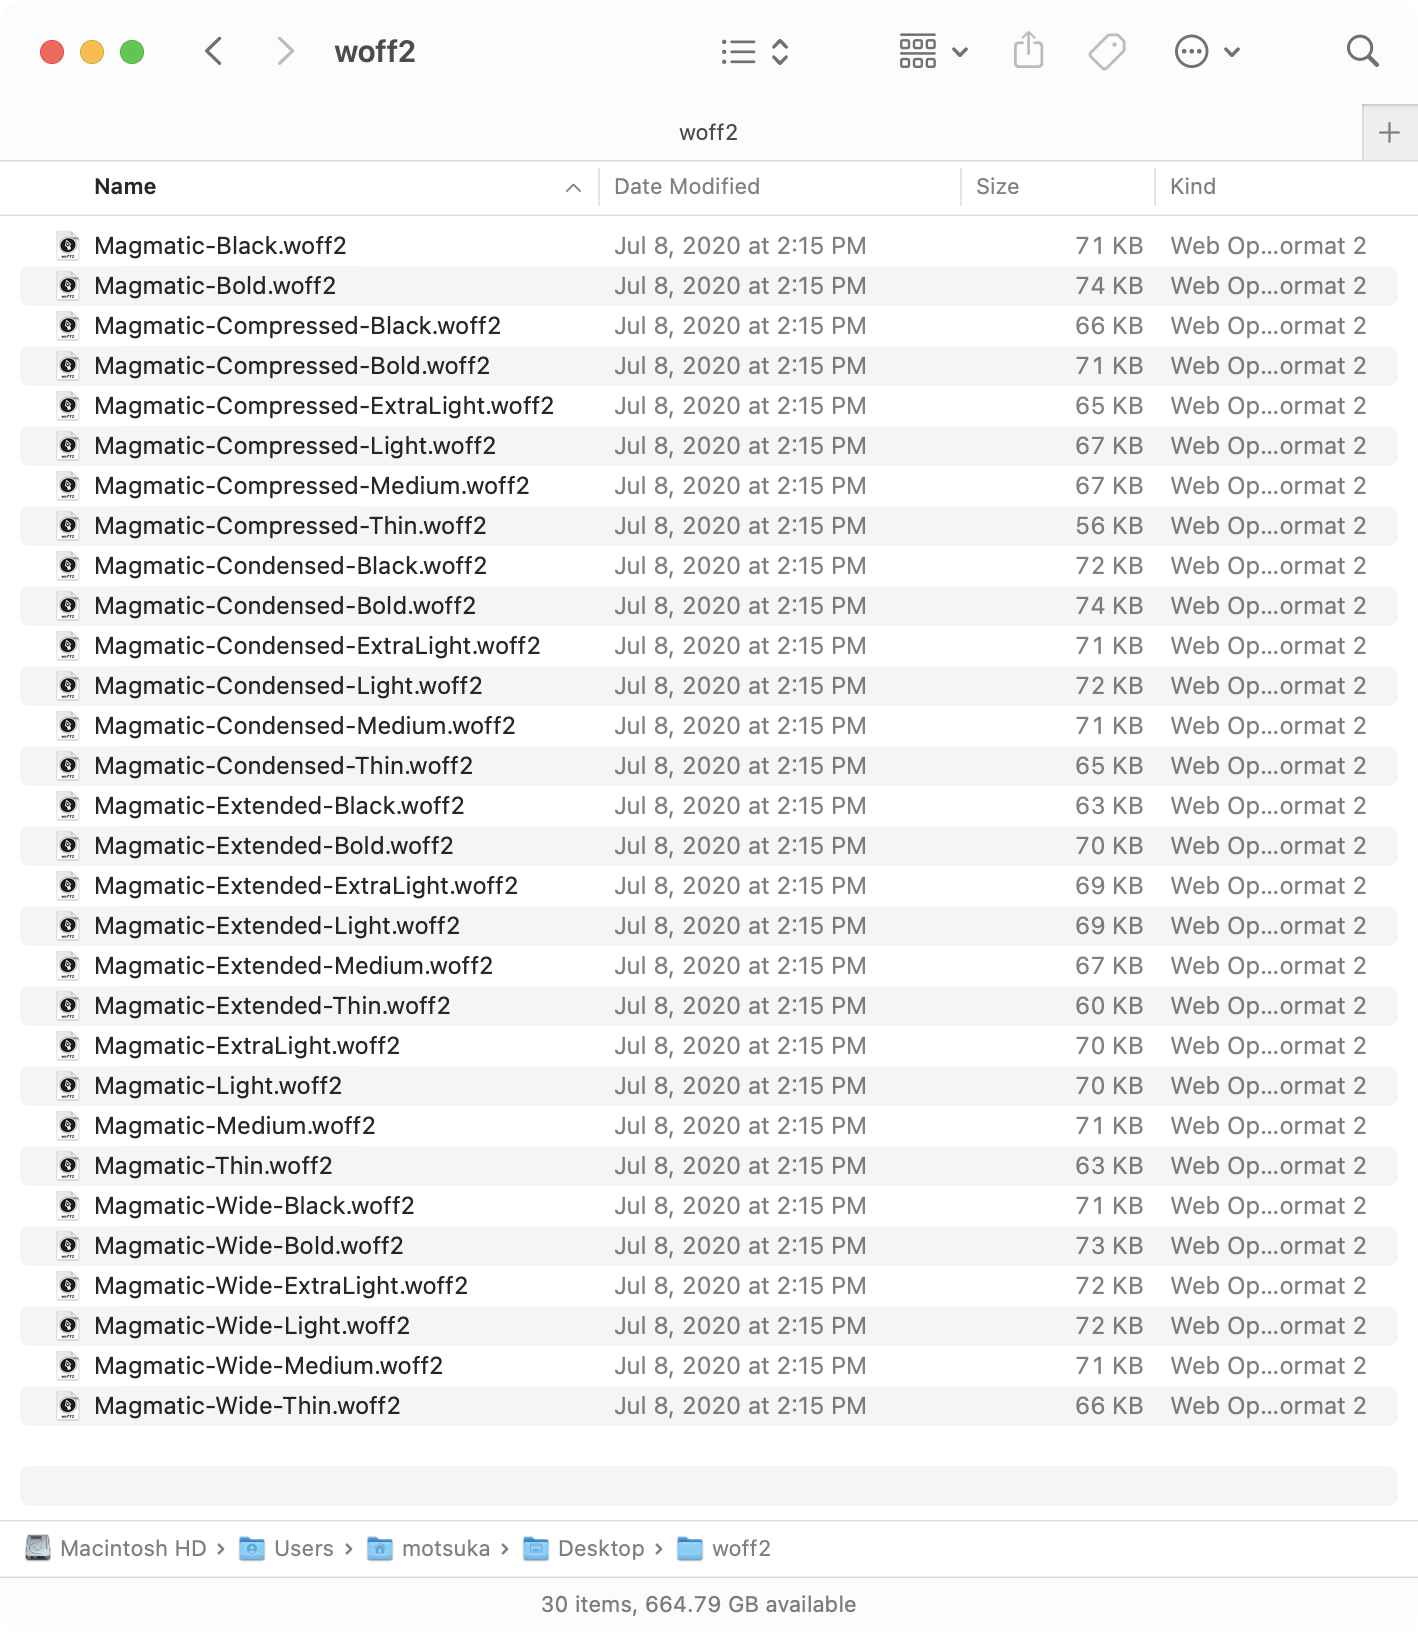 woff2
woff2
Name Date Modified Size Kind
Magmatic-Black.woff2 Jul 8, 2020 at 2:15 PM 71 KB Web Op...ormat 2
Magmatic-Bold.woff2 Jul 8, 2020 at 2:15 PM 74 KB Web Op...ormat 2
Magmatic-Compressed-Black.woff2 Jul 8, 2020 at 2:15 PM 66 KB Web Op...ormat 2
Magmatic-Compressed-Bold.woff2 Jul 8, 2020 at 2:15 PM 71 KB Web Op...ormat 2
Magmatic-Compressed-ExtraLight.woff2 Jul 8, 2020 at 2:15 PM 65 KB Web Op...ormat 2
Magmatic-Compressed-Light.woff2 Jul 8, 2020 at 2:15 PM 67 KB Web Op...ormat 2
Magmatic-Compressed-Medium.woff2 Jul 8, 2020 at 2:15 PM 67 KB Web Op...ormat 2
Magmatic-Compressed-Thin.woff2 Jul 8, 2020 at 2:15 PM 56 KB Web Op...ormat 2
Magmatic-Condensed-Black.woff2 Jul 8, 2020 at 2:15 PM 72 KB Web Op...ormat 2
Magmatic-Condensed-Bold.woff2 Jul 8, 2020 at 2:15 PM 74 KB Web Op...ormat 2
Magmatic-Condensed-ExtraLight.woff2 Jul 8, 2020 at 2:15 PM 71 KB Web Op...ormat 2
Magmatic-Condensed-Light.woff2 Jul 8, 2020 at 2:15 PM 72 KB Web Op...ormat 2
Magmatic-Condensed-Medium.woff2 Jul 8, 2020 at 2:15 PM 71 KB Web Op...ormat 2
Magmatic-Condensed-Thin.woff2 Jul 8, 2020 at 2:15 PM 65 KB Web Op...ormat 2
Magmatic-Extended-Black.woff2 Jul 8, 2020 at 2:15 PM 63 KB Web Op...ormat 2
Magmatic-Extended-Bold.woff2 Jul 8, 2020 at 2:15 PM 70 KB Web Op...ormat 2
Magmatic-Extended-ExtraLight.woff2 Jul 8, 2020 at 2:15 PM 69 KB Web Op...ormat 2
Magmatic-Extended-Light.woff2 Jul 8, 2020 at 2:15 PM 69 KB Web Op...ormat 2
Magmatic-Extended-Medium.woff2 Jul 8, 2020 at 2:15 PM 67 KB Web Op...ormat 2
Magmatic-Extended-Thin.woff2 Jul 8, 2020 at 2:15 PM 60 KB Web Op...ormat 2
Magmatic-ExtraLight.woff2 Jul 8, 2020 at 2:15 PM 70 KB Web Op...ormat 2
Magmatic-Light.woff2 Jul 8, 2020 at 2:15 PM 70 KB Web Op...ormat 2
Magmatic-Medium.woff2 Jul 8, 2020 at 2:15 PM 71 KB Web Op...ormat 2
Magmatic-Thin.woff2 Jul 8, 2020 at 2:15 PM 63 KB Web Op...ormat 2
Magmatic-Wide-Black.woff2 Jul 8, 2020 at 2:15 PM 71 KB Web Op...ormat 2
Magmatic-Wide-Bold.woff2 Jul 8, 2020 at 2:15 PM 73 KB Web Op...ormat 2
Magmatic-Wide-ExtraLight.woff2 Jul 8, 2020 at 2:15 PM 72 KB Web Op...ormat 2
Magmatic-Wide-Light.woff2 Jul 8, 2020 at 2:15 PM 72 KB Web Op...ormat 2
Magmatic-Wide-Medium.woff2 Jul 8, 2020 at 2:15 PM 71 KB Web Op...ormat 2
Magmatic-Wide-Thin.woff2 Jul 8, 2020 at 2:15 PM 66 KB Web Op...ormat 2
Macintosh HD › Users › motsuka › Desktop › woff2
30 items, 664.79 GB available